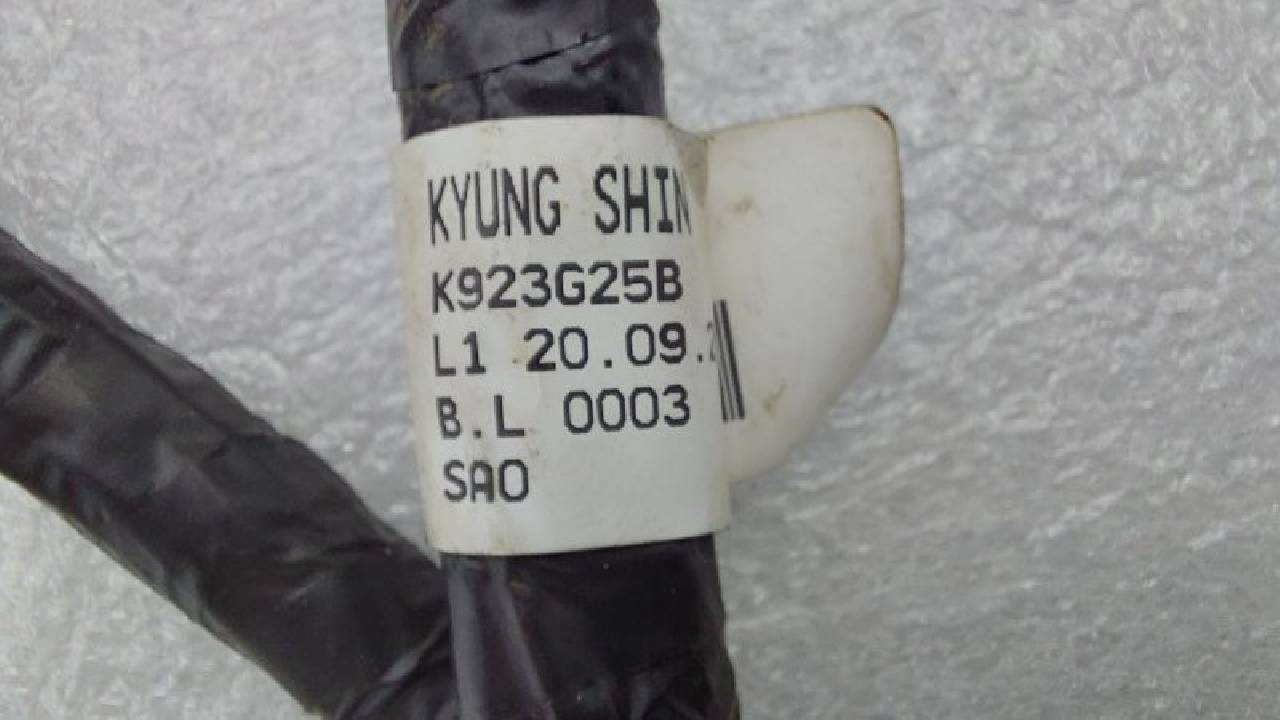 KYUNG SHIN
K923G25B
L1 20.09.
B.L 0003
SAO